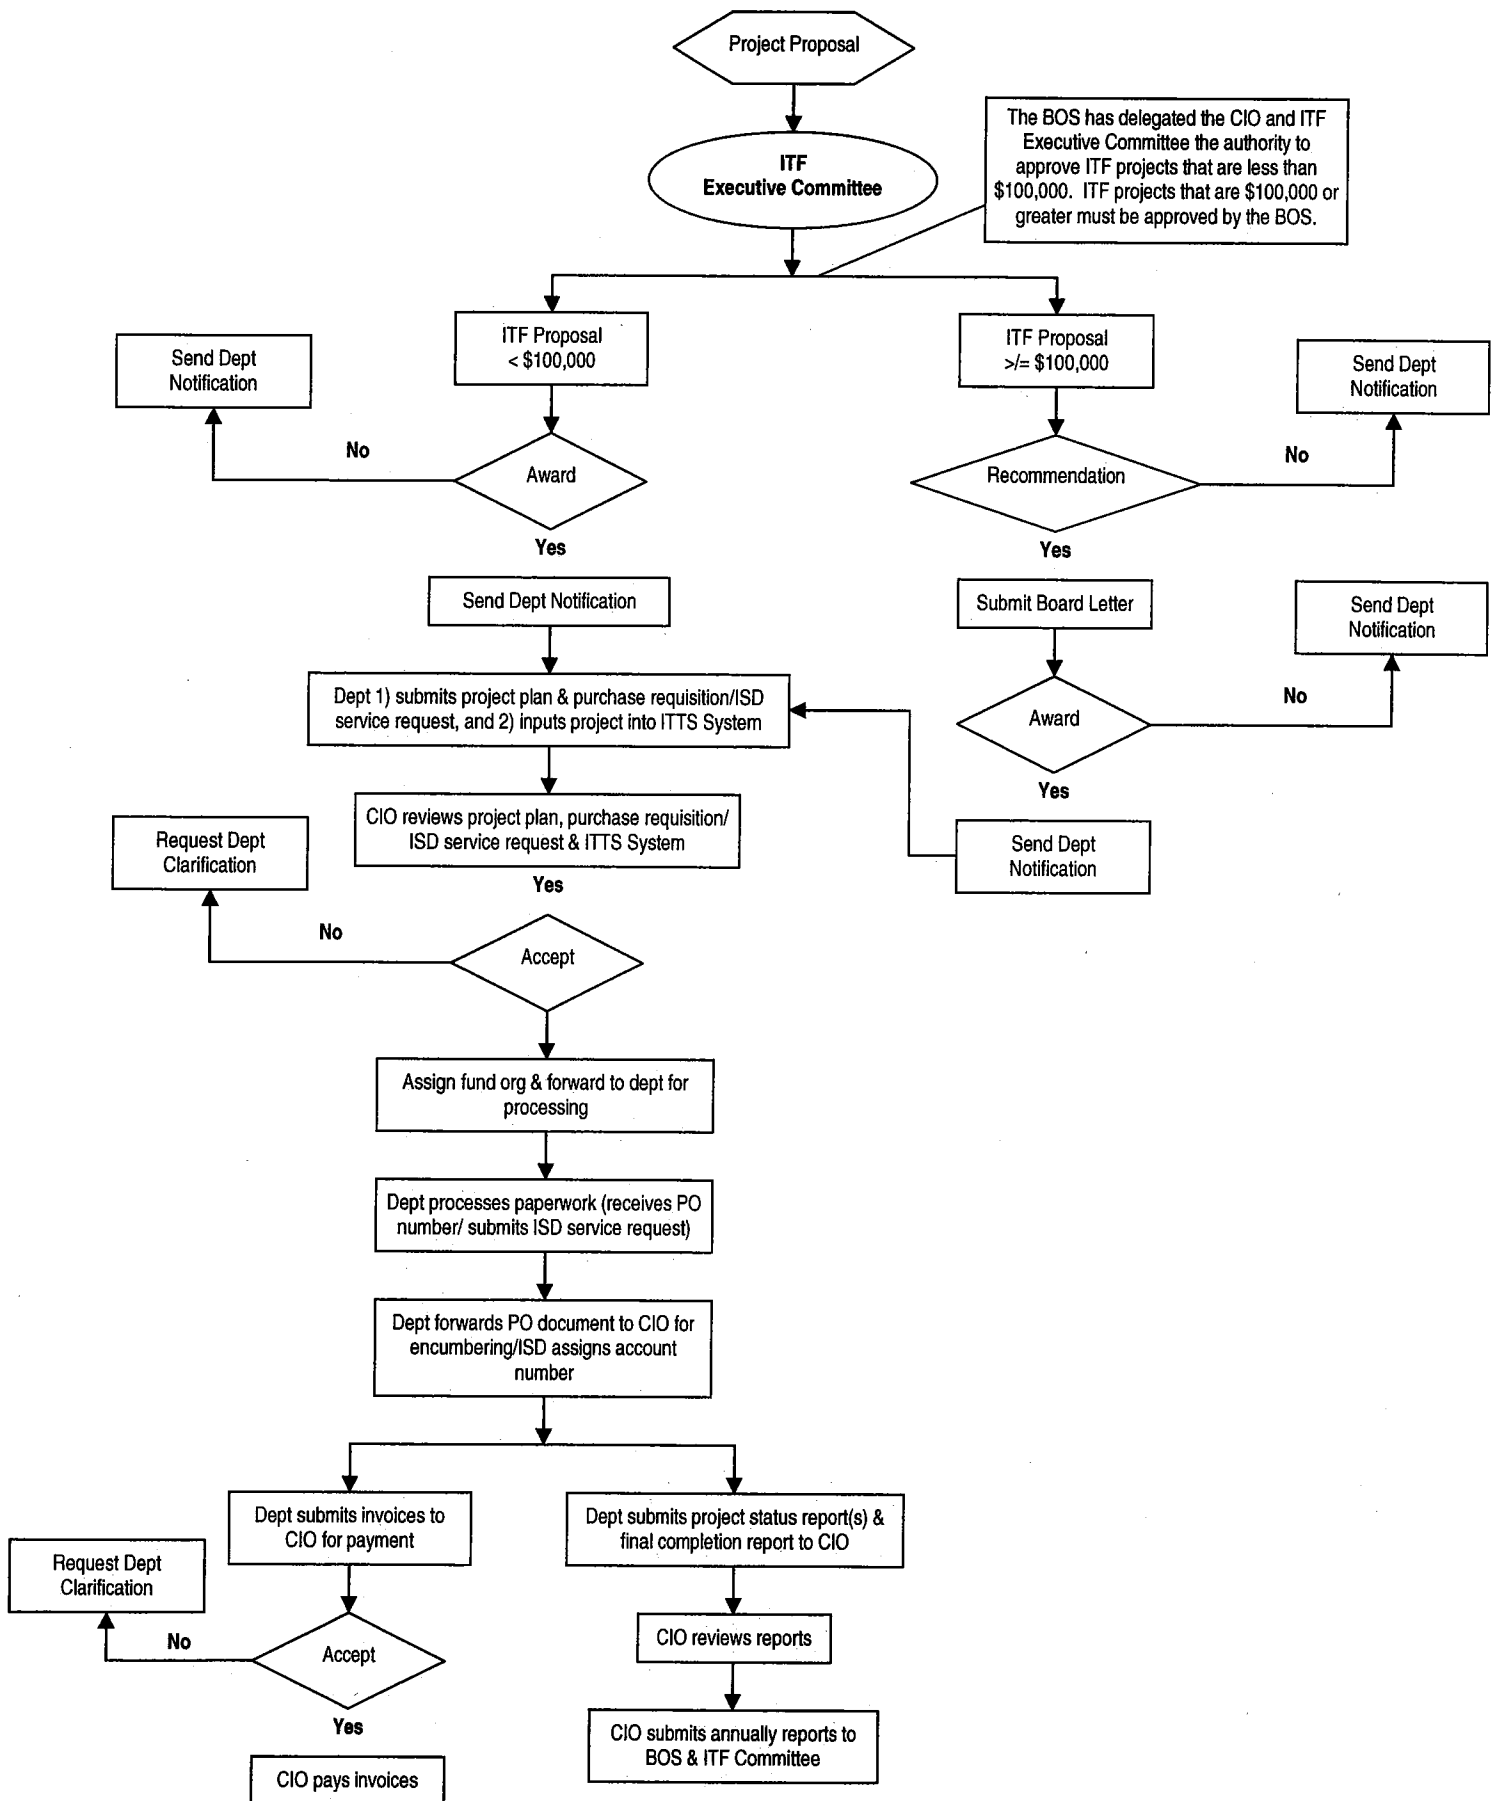 Project Proposal
The BOS has delegated the CIO and ITF
Executive Committee the authority to
approve ITF projects that are less than
$100,000. ITF projects that are $100,000 or
greater must be approved by the BOS.
ITF
Executive Committee
ITF Proposal
< $100,000
ITF Proposal
>/= $100,000
Send Dept
Notification
Send Dept
Notification
No
Award
Recommendation
No
Yes
Yes
Send Dept Notification
Submit Board Letter
Send Dept
Notification
Dept 1) submits project plan & purchase requisition/ISD
service request, and 2) inputs project into ITTS System
Award
No
Yes
CIO reviews project plan, purchase requisition/
ISD service request & ITTS System
Request Dept
Clarification
Send Dept
Notification
Yes
No
Accept
Assign fund org & forward to dept for
processing
Dept processes paperwork (receives PO
number/ submits ISD service request)
Dept forwards PO document to CIO for
encumbering/ISD assigns account
number
Dept submits invoices to
CIO for payment
Dept submits project status report(s) &
final completion report to CIO
Request Dept
Clarification
No
Accept
CIO reviews reports
Yes
CIO submits annually reports to
BOS & ITF Committee
CIO pays invoices